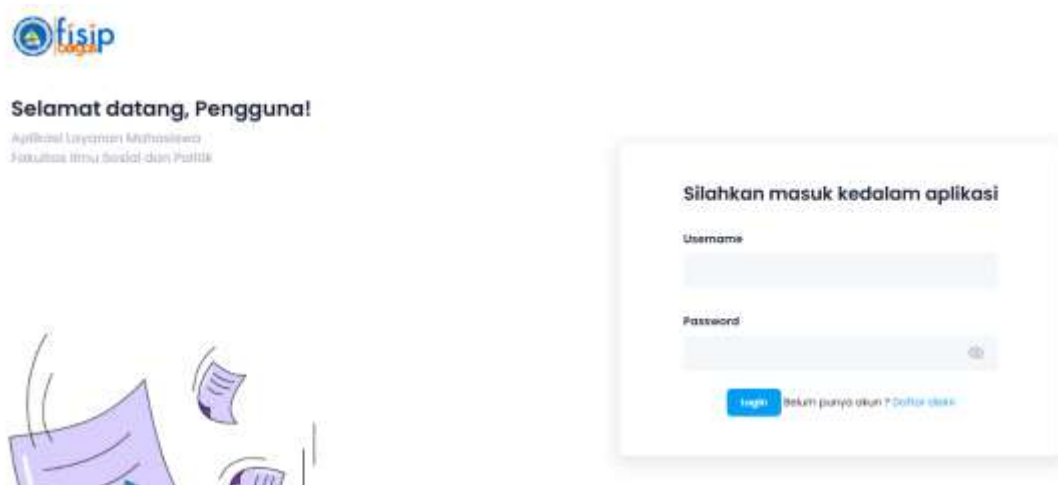 fisip
bagus
Selamat datang, Pengguna!
Aplikasi Layanan Mahasiswa
Fakultas Ilmu Sosial dan Politik
Silahkan masuk kedalam aplikasi
Username
Password
Login Belum punya akun ? Daftar disini